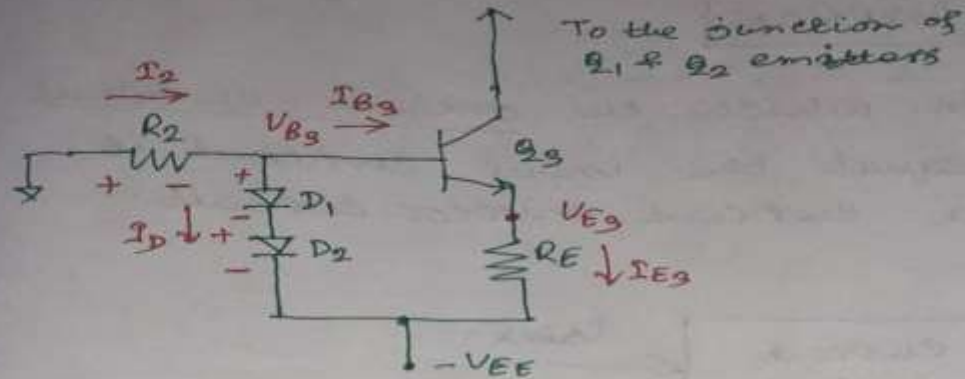 To the junction of
Q1 & Q2 emitters
I2
IB3
R2
VB3
Q3
+ -
+
D1
-
VE3
ID
+
D2
-
RE
IE3
-VEE